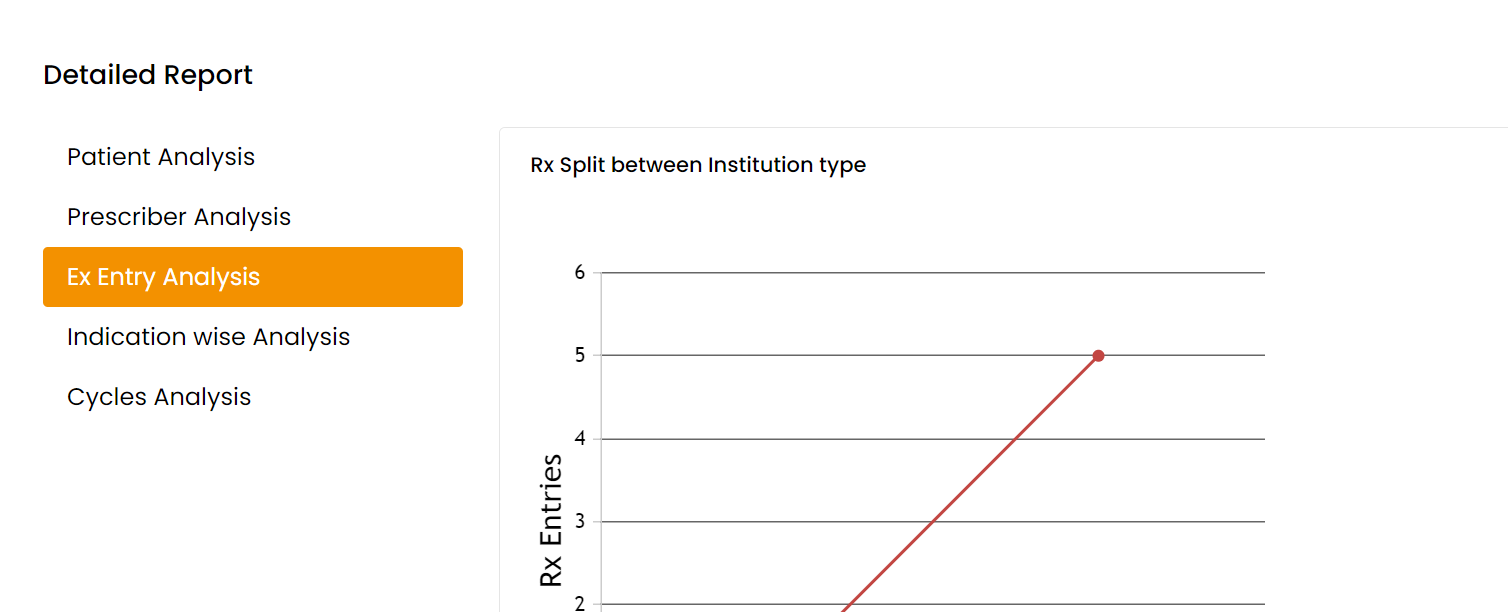 Detailed Report
Patient Analysis
Prescriber Analysis
Ex Entry Analysis
Indication wise Analysis
Cycles Analysis
Rx Split between Institution type
6
5
4
3
2
Rx Entries